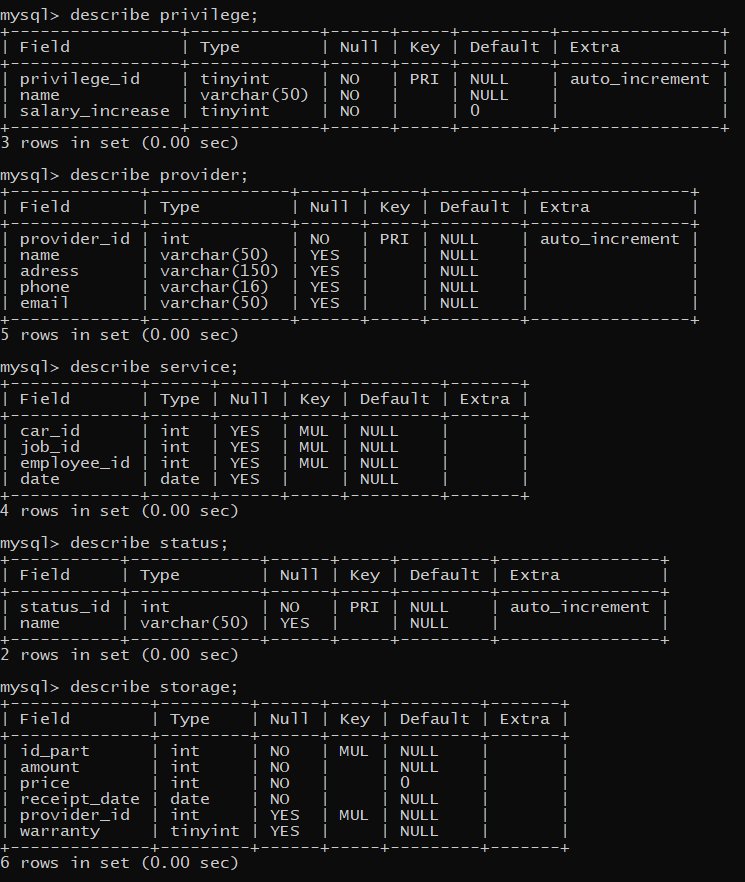 mysql> describe privilege;
+------------------+-------------+------+-----+---------+----------------+
| Field            | Type        | Null | Key | Default | Extra          |
+------------------+-------------+------+-----+---------+----------------+
| privilege_id     | tinyint     | NO   | PRI | NULL    | auto_increment |
| name             | varchar(50) | NO   |     | NULL    |                |
| salary_increase  | tinyint     | NO   |     | 0       |                |
+------------------+-------------+------+-----+---------+----------------+
3 rows in set (0.00 sec)

mysql> describe provider;
+-------------+--------------+------+-----+---------+----------------+
| Field       | Type         | Null | Key | Default | Extra          |
+-------------+--------------+------+-----+---------+----------------+
| provider_id | int          | NO   | PRI | NULL    | auto_increment |
| name        | varchar(50)  | YES  |     | NULL    |                |
| adress      | varchar(150) | YES  |     | NULL    |                |
| phone       | varchar(16)  | YES  |     | NULL    |                |
| email       | varchar(50)  | YES  |     | NULL    |                |
+-------------+--------------+------+-----+---------+----------------+
5 rows in set (0.00 sec)

mysql> describe service;
+-------------+------+------+-----+---------+-------+
| Field       | Type | Null | Key | Default | Extra |
+-------------+------+------+-----+---------+-------+
| car_id      | int  | YES  | MUL | NULL    |       |
| job_id      | int  | YES  | MUL | NULL    |       |
| employee_id | int  | YES  | MUL | NULL    |       |
| date        | date | YES  |     | NULL    |       |
+-------------+------+------+-----+---------+-------+
4 rows in set (0.00 sec)

mysql> describe status;
+-----------+-------------+------+-----+---------+----------------+
| Field     | Type        | Null | Key | Default | Extra          |
+-----------+-------------+------+-----+---------+----------------+
| status_id | int         | NO   | PRI | NULL    | auto_increment |
| name      | varchar(50) | YES  |     | NULL    |                |
+-----------+-------------+------+-----+---------+----------------+
2 rows in set (0.00 sec)

mysql> describe storage;
+--------------+---------+------+-----+---------+-------+
| Field        | Type    | Null | Key | Default | Extra |
+--------------+---------+------+-----+---------+-------+
| id_part      | int     | NO   | MUL | NULL    |       |
| amount       | int     | NO   |     | NULL    |       |
| price        | int     | NO   |     | 0       |       |
| receipt_date | date    | NO   |     | NULL    |       |
| provider_id  | int     | YES  | MUL | NULL    |       |
| warranty     | tinyint | YES  |     | NULL    |       |
+--------------+---------+------+-----+---------+-------+
6 rows in set (0.00 sec)